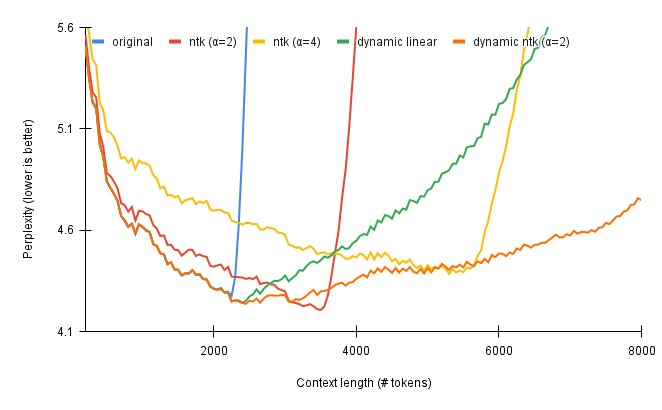 5.6
original ntk (α=2) ntk (α=4) dynamic linear dynamic ntk (α=2)
5.1
4.6
4.1
Perplexity (lower is better)
2000 4000 6000 8000
Context length (# tokens)